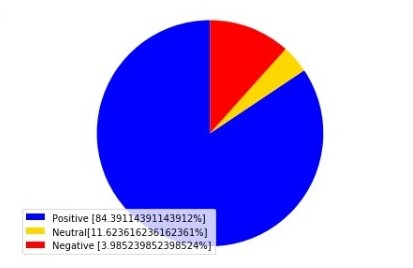 Positive [84.39114391143912%]
Neutral[11.623616236162361%]
Negative [3.985239852398524%]